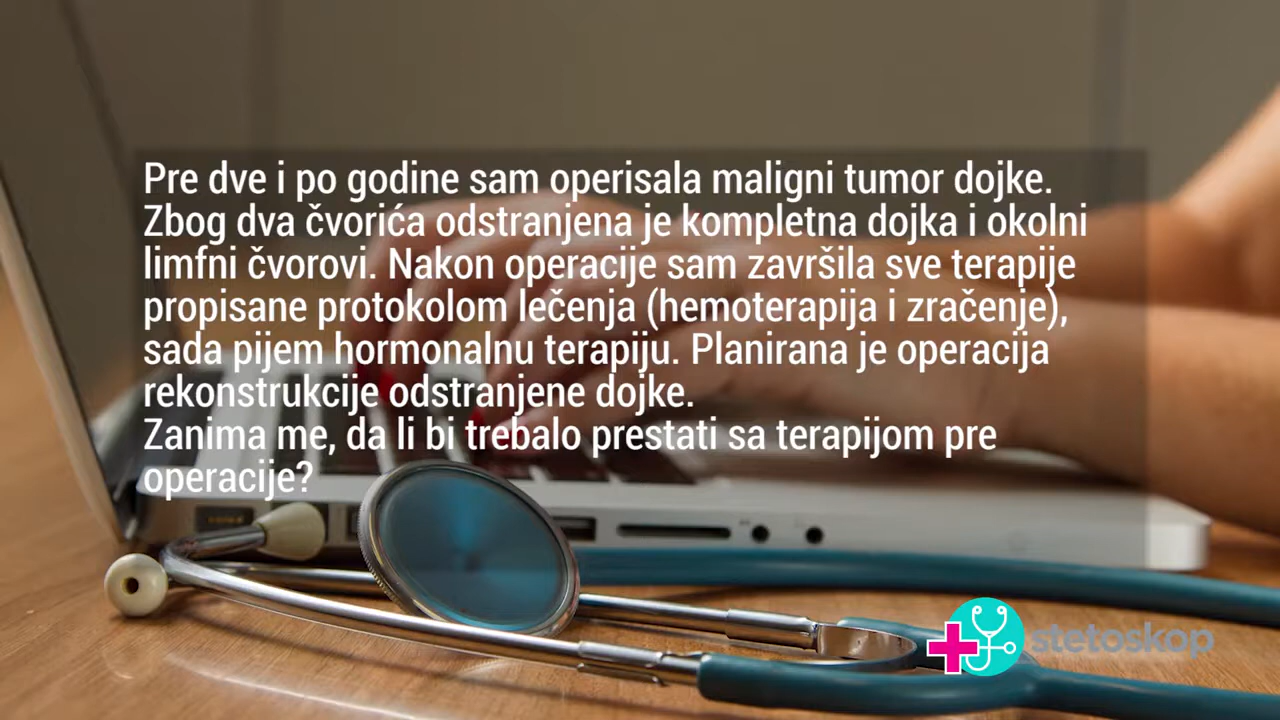 Pre dve i po godine sam operisala maligni tumor dojke.
Zbog dva čvorića odstranjena je kompletna dojka i okolni
limfni čvorovi. Nakon operacije sam završila sve terapije
propisane protokolom lečenja (hemoterapija i zračenje),
sada pijem hormonalnu terapiju. Planirana je operacija
rekonstrukcije odstranjene dojke.
Zanima me, da li bi trebalo prestati sa terapijom pre
operacije?
stetoskop